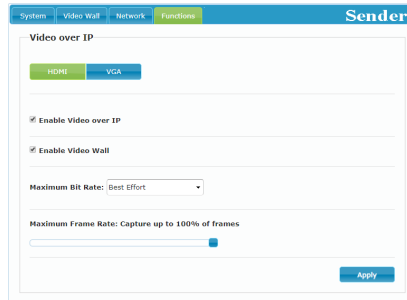 System Video Wall Network Functions Sender
Video over IP
HDMI VGA
Enable Video over IP
Enable Video Wall
Maximum Bit Rate: Best Effort
Maximum Frame Rate: Capture up to 100% of frames
Apply